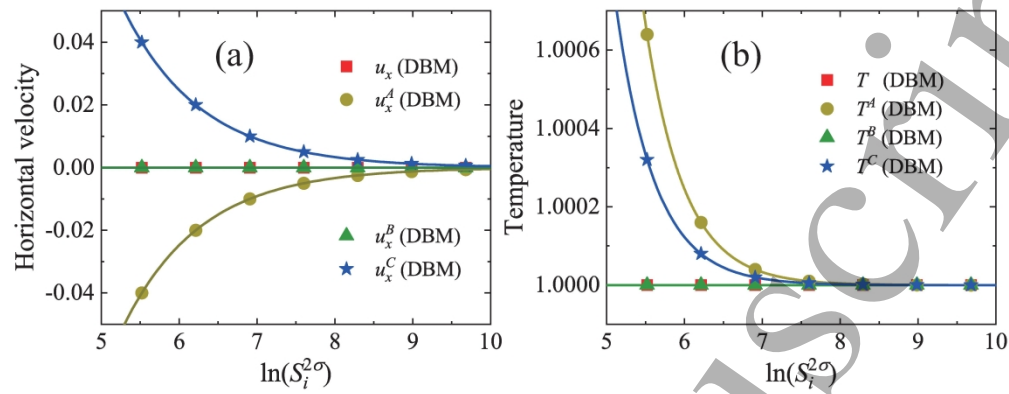 (a)
0.04
0.02
0.00
-0.02
-0.04
Horizontal velocity
u_x (DBM)
u_x^A (DBM)
u_x^B (DBM)
u_x^C (DBM)
5 6 7 8 9 10
ln(S_i^{2σ})
(b)
1.0006
1.0004
1.0002
1.0000
Temperature
T (DBM)
T^A (DBM)
T^B (DBM)
T^C (DBM)
5 6 7 8 9 10
ln(S_i^{2σ})
uscri